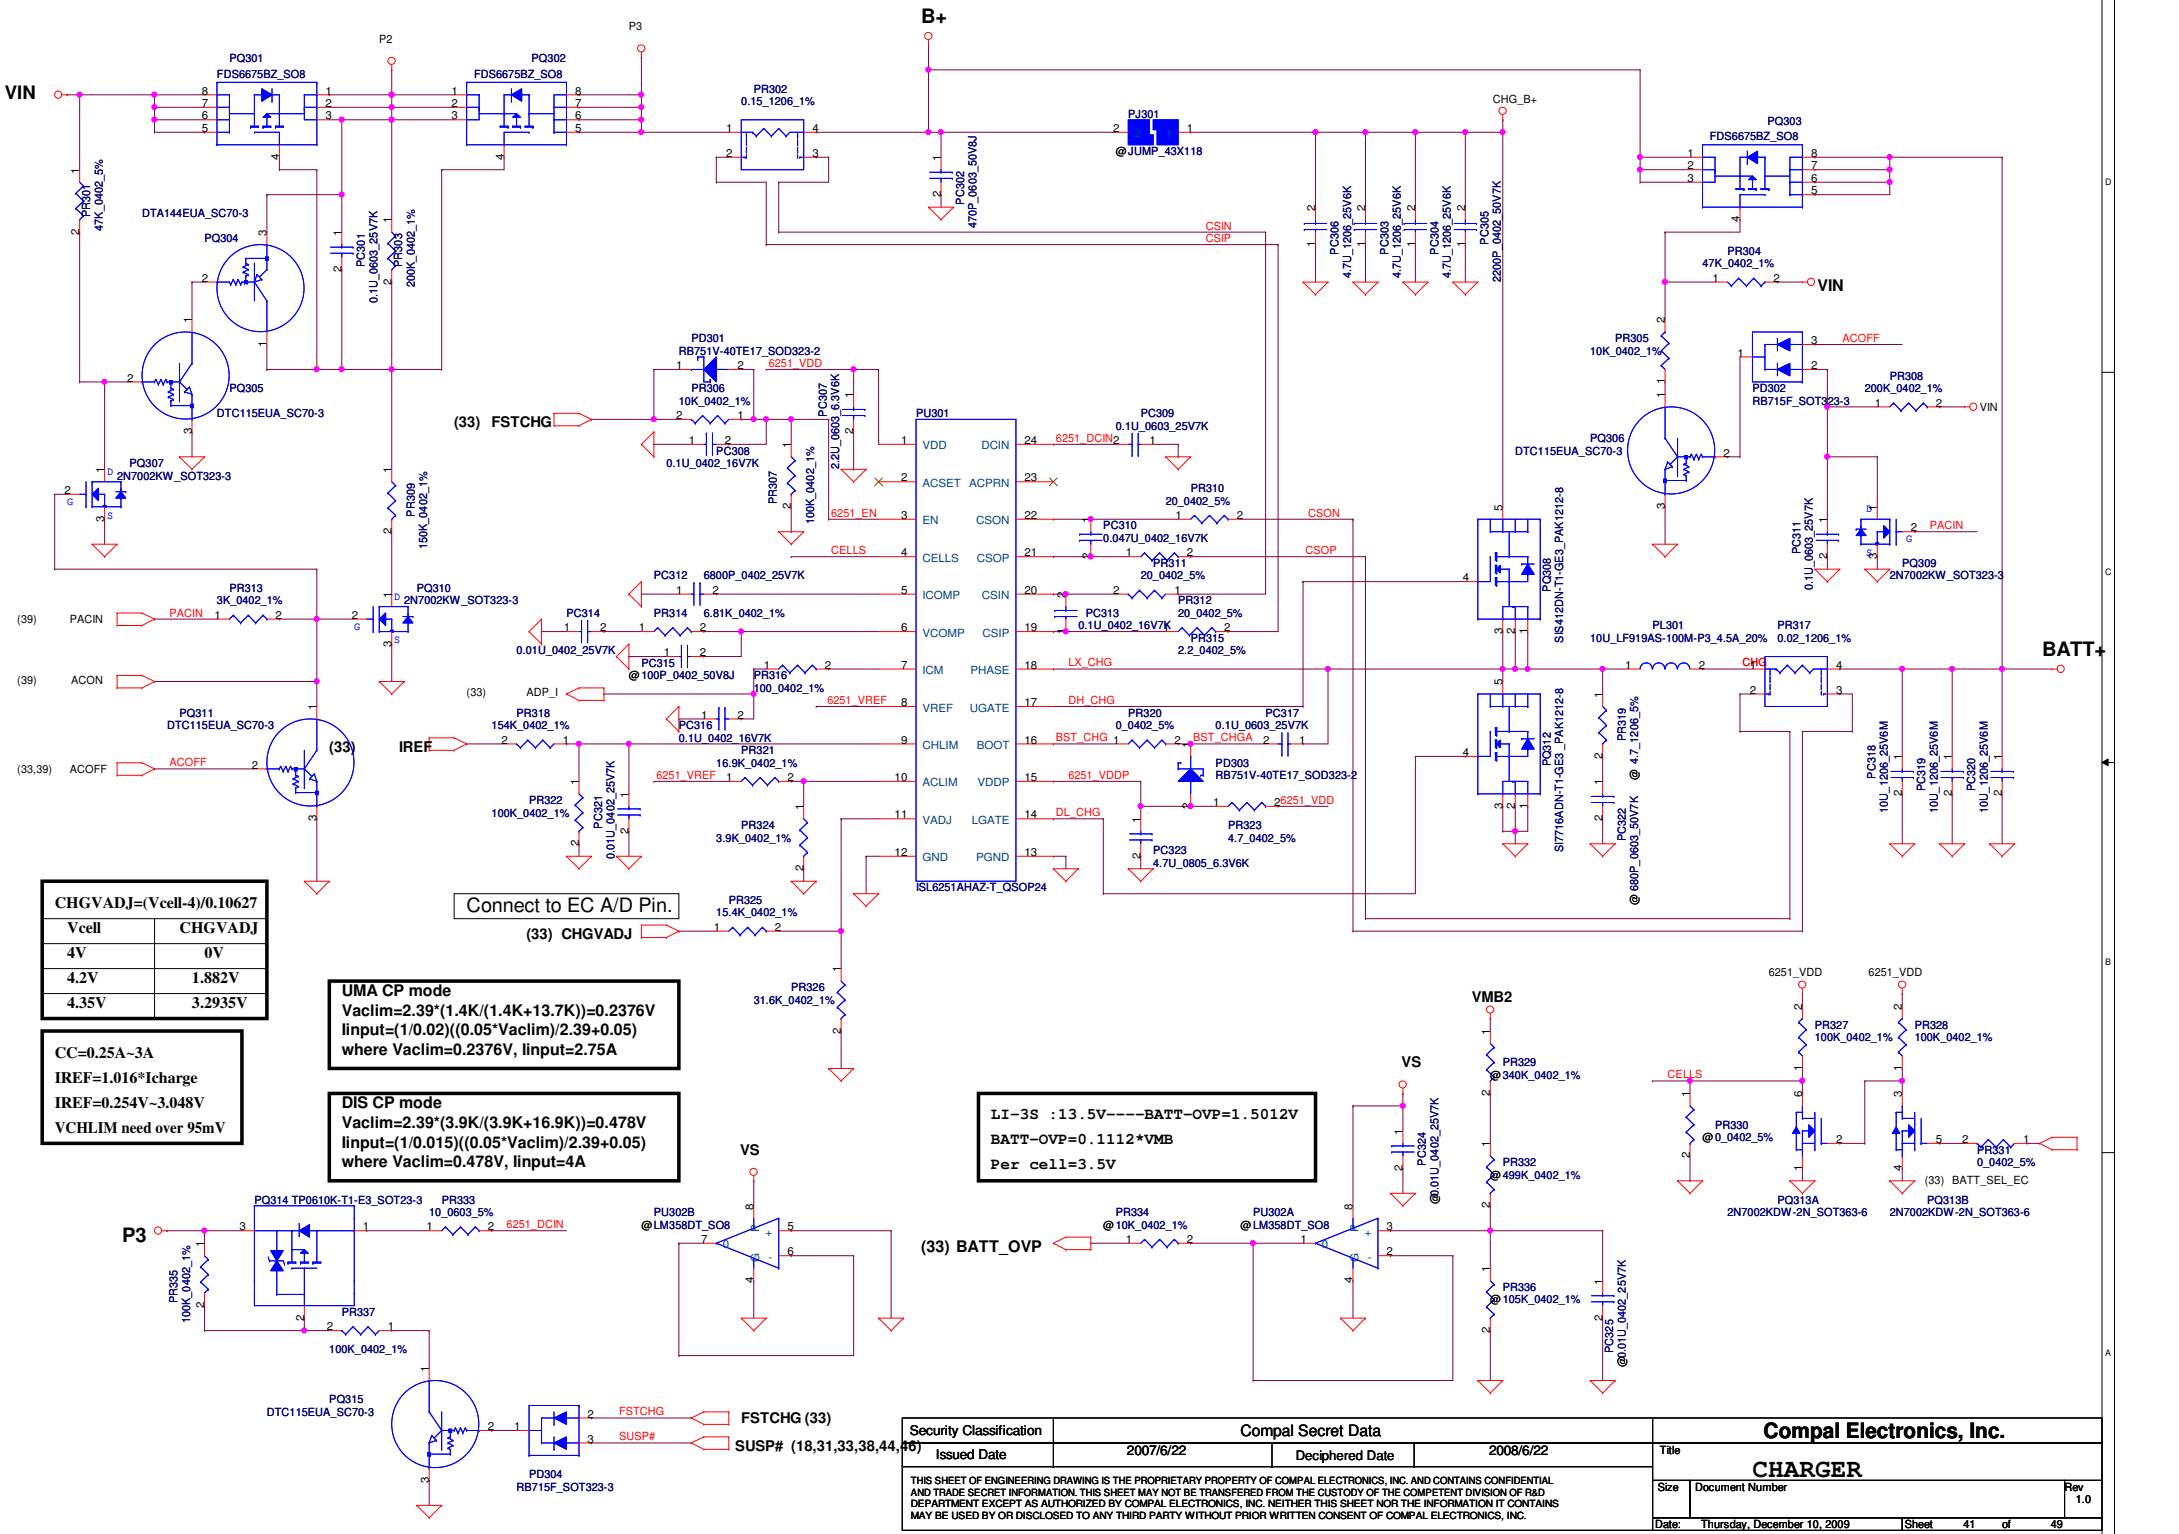 B+
P2
P3
VIN
PQ301
FDS6675BZ_SO8
PQ302
FDS6675BZ_SO8
PR302
0.15_1206_1%
PJ301
@JUMP_43X118
CHG_B+
PQ303
FDS6675BZ_SO8
PR301
47K_0402_5%
DTA144EUA_SC70-3
PQ304
PC301
0.1U_0603_25V7K
PR303
200K_0402_1%
PC302
470P_0603_50V8J
CSIN
CSIP
PC306
4.7U_1206_25V6K
PC303
4.7U_1206_25V6K
PC304
4.7U_1206_25V6K
PC305
2200P_0402_50V7K
PR304
47K_0402_1%
VIN
PR305
10K_0402_1%
ACOFF
PD302
RB715F_SOT323-3
PR308
200K_0402_1%
VIN
PQ305
DTC115EUA_SC70-3
PD301
RB751V-40TE17_SOD323-2
6251_VDD
PR306
10K_0402_1%
PC307
2.2U_0603_6.3V6K
(33) FSTCHG
PC308
0.1U_0402_16V7K
PR307
100K_0402_1%
PU301
1 VDD DCIN 24
2 ACSET ACPRN 23
3 EN CSON 22
4 CELLS CSOP 21
5 ICOMP CSIN 20
6 VCOMP CSIP 19
7 ICM PHASE 18
8 VREF UGATE 17
9 CHLIM BOOT 16
10 ACLIM VDDP 15
11 VADJ LGATE 14
12 GND PGND 13
ISL6251AHAZ-T_QSOP24
6251_DCIN
PC309
0.1U_0603_25V7K
PQ306
DTC115EUA_SC70-3
PQ307
2N7002KW_SOT323-3
PR309
150K_0402_1%
6251_EN
CELLS
PR310
20_0402_5%
CSON
PC310
0.047U_0402_16V7K
CSOP
PR311
20_0402_5%
PQ308
SIS412DN-T1-GE3_PAK1212-8
PC311
0.1U_0603_25V7K
PACIN
PQ309
2N7002KW_SOT323-3
PC312
6800P_0402_25V7K
PR312
20_0402_5%
PC313
0.1U_0402_16V7K
PR315
2.2_0402_5%
PR313
3K_0402_1%
PQ310
2N7002KW_SOT323-3
(39) PACIN
PACIN
PC314
0.01U_0402_25V7K
PR314
6.81K_0402_1%
PC315
@100P_0402_50V8J
PR316
100_0402_1%
LX_CHG
PL301
10U_LF919AS-100M-P3_4.5A_20%
CHG
PR317
0.02_1206_1%
BATT+
(39) ACON
(33) ADP_I
6251_VREF
DH_CHG
PQ311
DTC115EUA_SC70-3
PR318
154K_0402_1%
PC316
0.1U_0402_16V7K
PR320
0_0402_5%
PC317
0.1U_0603_25V7K
PQ312
SI7716ADN-T1-GE3_PAK1212-8
PR319
@ 4.7_1206_5%
(33) IREF
BST_CHG
BST_CHGA
PR321
16.9K_0402_1%
(33,39) ACOFF
ACOFF
6251_VREF
6251_VDDP
PD303
RB751V-40TE17_SOD323-2
PR322
100K_0402_1%
PC321
0.01U_0402_25V7K
PR323
4.7_0402_5%
6251_VDD
PR324
3.9K_0402_1%
DL_CHG
PC323
4.7U_0805_6.3V6K
PC322
@ 680P_0603_50V7K
PC318
10U_1206_25V6M
PC319
10U_1206_25V6M
PC320
10U_1206_25V6M
CHGVADJ=(Vcell-4)/0.10627
Vcell CHGVADJ
4V 0V
4.2V 1.882V
4.35V 3.2935V
Connect to EC A/D Pin.
(33) CHGVADJ
PR325
15.4K_0402_1%
PR326
31.6K_0402_1%
CC=0.25A~3A
IREF=1.016*Icharge
IREF=0.254V~3.048V
VCHLIM need over 95mV
UMA CP mode
Vaclim=2.39*(1.4K/(1.4K+13.7K))=0.2376V
Iinput=(1/0.02)((0.05*Vaclim)/2.39+0.05)
where Vaclim=0.2376V, Iinput=2.75A
DIS CP mode
Vaclim=2.39*(3.9K/(3.9K+16.9K))=0.478V
Iinput=(1/0.015)((0.05*Vaclim)/2.39+0.05)
where Vaclim=0.478V, Iinput=4A
LI-3S :13.5V----BATT-OVP=1.5012V
BATT-OVP=0.1112*VMB
Per cell=3.5V
VMB2
VS
PR329
@340K_0402_1%
PC324
@0.01U_0402_25V7K
PR332
@499K_0402_1%
6251_VDD
6251_VDD
PR327
100K_0402_1%
PR328
100K_0402_1%
CELLS
PR330
@0_0402_5%
PR331
0_0402_5%
(33) BATT_SEL_EC
PQ313A
2N7002KDW-2N_SOT363-6
PQ313B
2N7002KDW-2N_SOT363-6
PQ314 TP0610K-T1-E3_SOT23-3
PR333
10_0603_5%
P3
6251_DCIN
PR335
100K_0402_1%
PR337
100K_0402_1%
VS
PU302B
@LM358DT_SO8
PR334
@10K_0402_1%
PU302A
@LM358DT_SO8
(33) BATT_OVP
PR336
@105K_0402_1%
PC325
@0.01U_0402_25V7K
PQ315
DTC115EUA_SC70-3
FSTCHG
FSTCHG (33)
SUSP#
SUSP# (18,31,33,38,44,46)
PD304
RB715F_SOT323-3
Security Classification
Compal Secret Data
Issued Date
2007/6/22
Deciphered Date
2008/6/22
THIS SHEET OF ENGINEERING DRAWING IS THE PROPRIETARY PROPERTY OF COMPAL ELECTRONICS, INC. AND CONTAINS CONFIDENTIAL
AND TRADE SECRET INFORMATION. THIS SHEET MAY NOT BE TRANSFERED FROM THE CUSTODY OF THE COMPETENT DIVISION OF R&D
DEPARTMENT EXCEPT AS AUTHORIZED BY COMPAL ELECTRONICS, INC. NEITHER THIS SHEET NOR THE INFORMATION IT CONTAINS
MAY BE USED BY OR DISCLOSED TO ANY THIRD PARTY WITHOUT PRIOR WRITTEN CONSENT OF COMPAL ELECTRONICS, INC.
Compal Electronics, Inc.
Title
CHARGER
Size Document Number Rev
1.0
Date: Thursday, December 10, 2009 Sheet 41 of 49
D
C
B
A